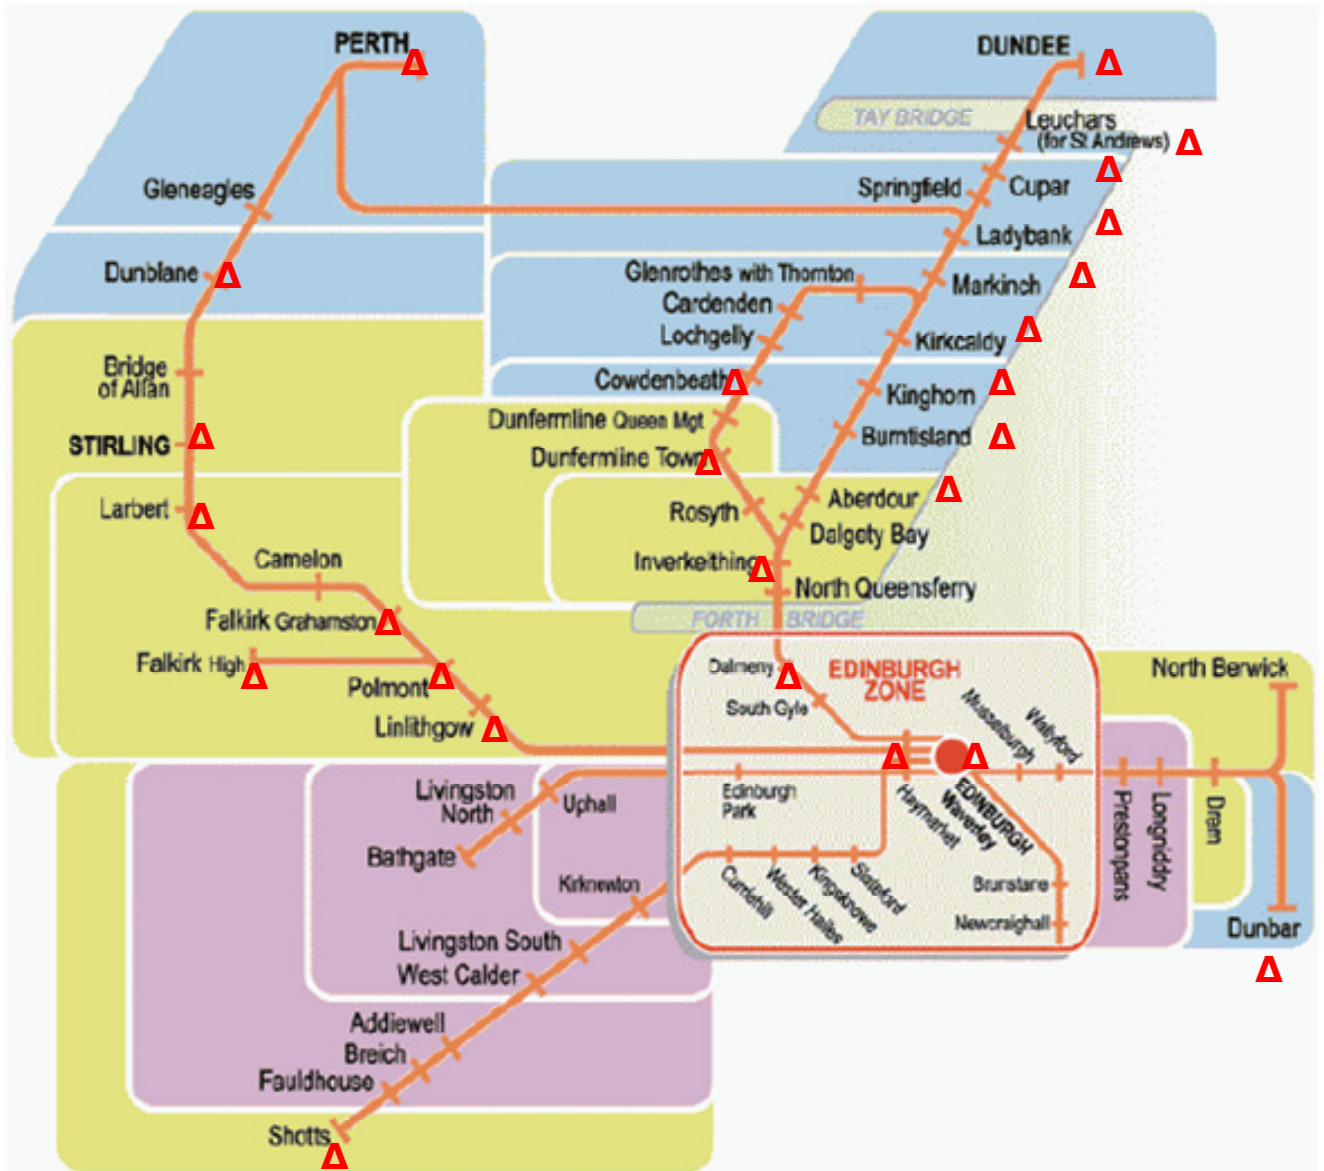 PERTH Δ
DUNDEE Δ
TAY BRIDGE
Leuchars
(for St Andrews) Δ
Δ
Gleneagles
Springfield
Cupar
Δ
Ladybank
Dunblane Δ
Glenrothes with Thornton
Δ
Markinch
Cardenden
Lochgelly
Kirkcaldy Δ
Bridge
of Allan
Cowdenbeath Δ
Kinghorn Δ
Dunfermline Queen Mgt
STIRLING Δ
Burntisland Δ
Dunfermline Town Δ
Larbert Δ
Rosyth
Aberdour Δ
Dalgety Bay
Camelon
Inverkeithing Δ
North Queensferry
Falkirk Grahamston Δ
FORTH BRIDGE
Falkirk High Δ
Polmont Δ
Linlithgow Δ
Dalmeny Δ
EDINBURGH
ZONE
South Gyle
Musselburgh
Wallyford
North Berwick
Δ
Δ
Livingston
North
Uphall
Bathgate
Edinburgh
Park
Haymarket
EDINBURGH
Waverley
Prestonpans
Longniddry
Drem
Kirknewton
Curriehill
Wester Hailes
Kingsknowe
Slateford
Brunstane
Newcraighall
Dunbar
Δ
Livingston South
West Calder
Addiewell
Breich
Fauldhouse
Shotts
Δ